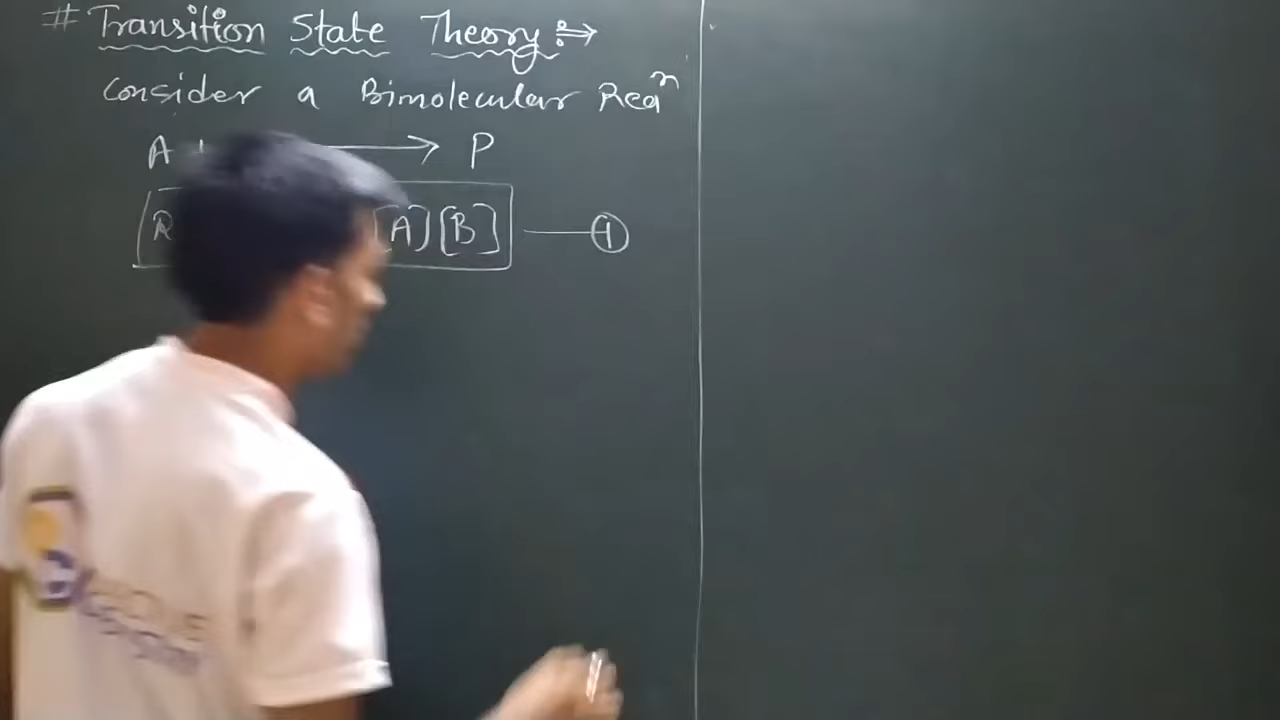 # Transition State Theory :⇒
Consider a Bimolecular Reaⁿ
A + → P
R [A][B] — ①